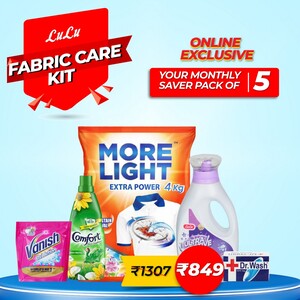 LuLu
FABRIC CARE
KIT
ONLINE
EXCLUSIVE
YOUR MONTHLY
SAVER PACK OF
5
MORE
LIGHT
EXTRA POWER 4 KG
Vanish
Comfort
LuLu
₹1307
₹849
Dr.Wash